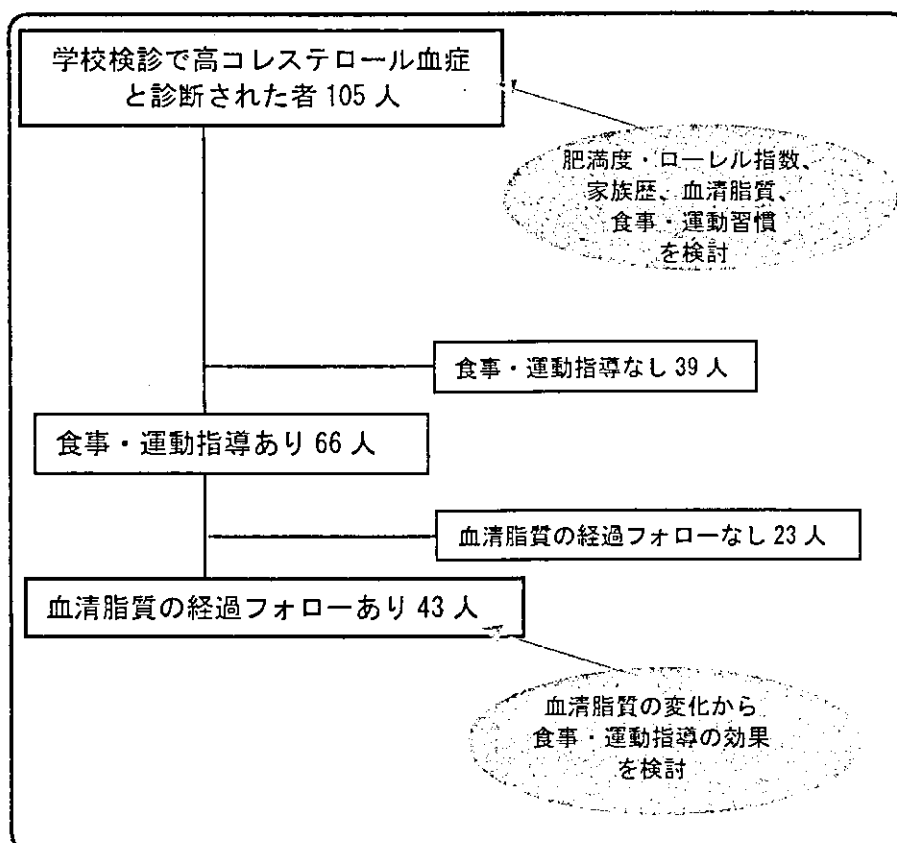 学校検診で高コレステロール血症
と診断された者 105 人
肥満度・ローレル指数、
家族歴、血清脂質、
食事・運動習慣
を検討
食事・運動指導なし 39 人
食事・運動指導あり 66 人
血清脂質の経過フォローなし 23 人
血清脂質の経過フォローあり 43 人
血清脂質の変化から
食事・運動指導の効果
を検討